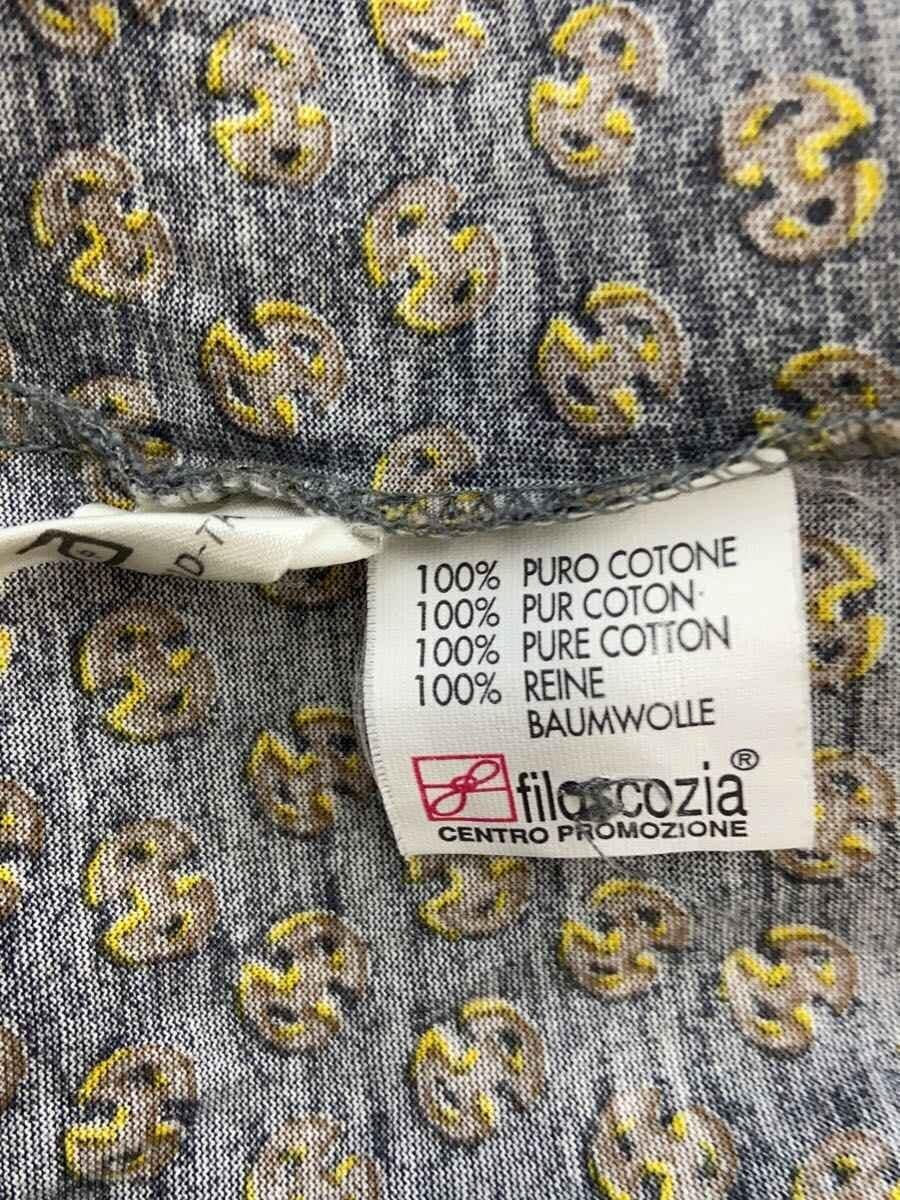 100% PURO COTONE
100% PUR COTON
100% PURE COTTON
100% REINE
BAUMWOLLE
filoscozia®
CENTRO PROMOZIONE